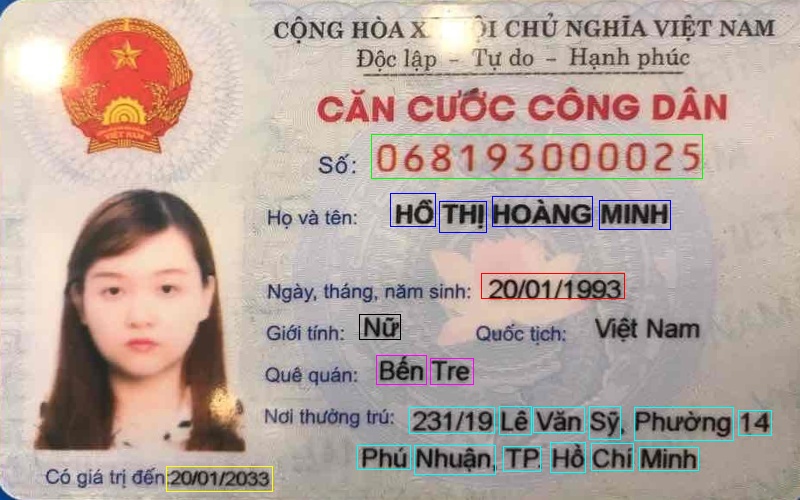 CỘNG HÒA X HỘI CHỦ NGHĨA VIỆT NAM
Độc lập - Tự do - Hạnh phúc
CĂN CƯỚC CÔNG DÂN
Số: 068193000025
Họ và tên: HỒ THỊ HOÀNG MINH
Ngày, tháng, năm sinh: 20/01/1993
Giới tính: Nữ Quốc tịch: Việt Nam
Quê quán: Bến Tre
Nơi thường trú: 231/19 Lê Văn Sỹ, Phường 14
Phú Nhuận, TP. Hồ Chí Minh
Có giá trị đến: 20/01/2033
VIỆT NAM